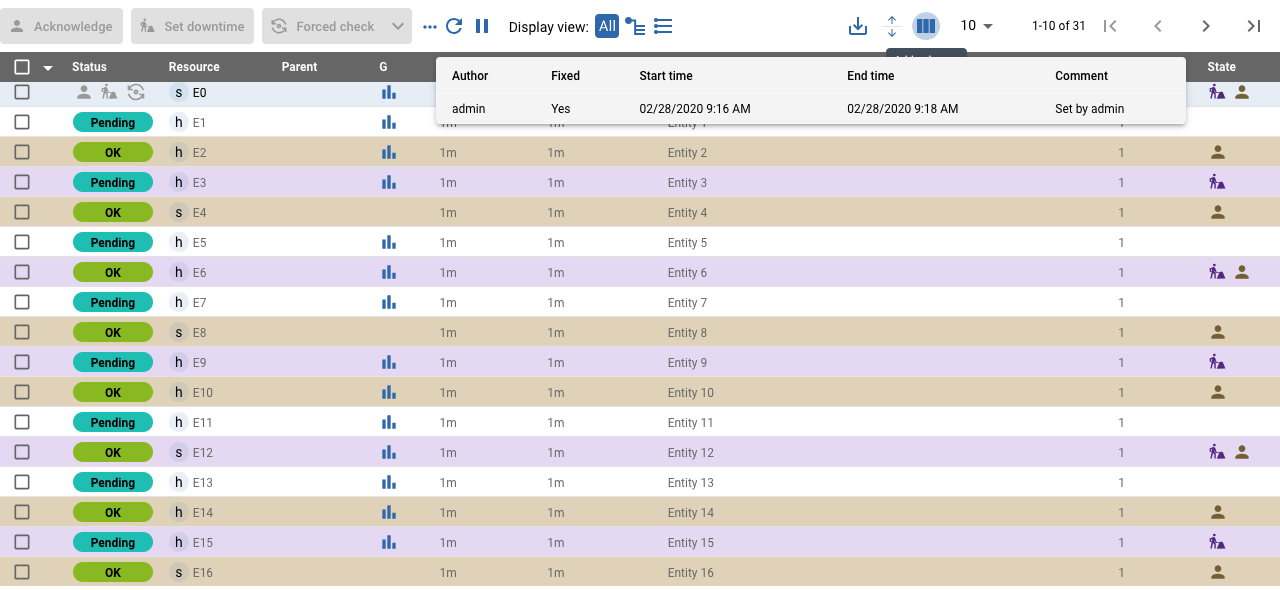 Acknowledge Set downtime Forced check Display view: All 10 1-10 of 31
Status Resource Parent G State
Author Fixed Start time End time Comment
admin Yes 02/28/2020 9:16 AM 02/28/2020 9:18 AM Set by admin
s E0
Pending h E1
OK h E2 1m 1m Entity 2 1
Pending h E3 1m 1m Entity 3 1
OK s E4 1m 1m Entity 4 1
Pending h E5 1m 1m Entity 5 1
OK h E6 1m 1m Entity 6 1
Pending h E7 1m 1m Entity 7 1
OK s E8 1m 1m Entity 8 1
Pending h E9 1m 1m Entity 9 1
OK h E10 1m 1m Entity 10 1
Pending h E11 1m 1m Entity 11 1
OK s E12 1m 1m Entity 12 1
Pending h E13 1m 1m Entity 13 1
OK h E14 1m 1m Entity 14 1
Pending h E15 1m 1m Entity 15 1
OK s E16 1m 1m Entity 16 1